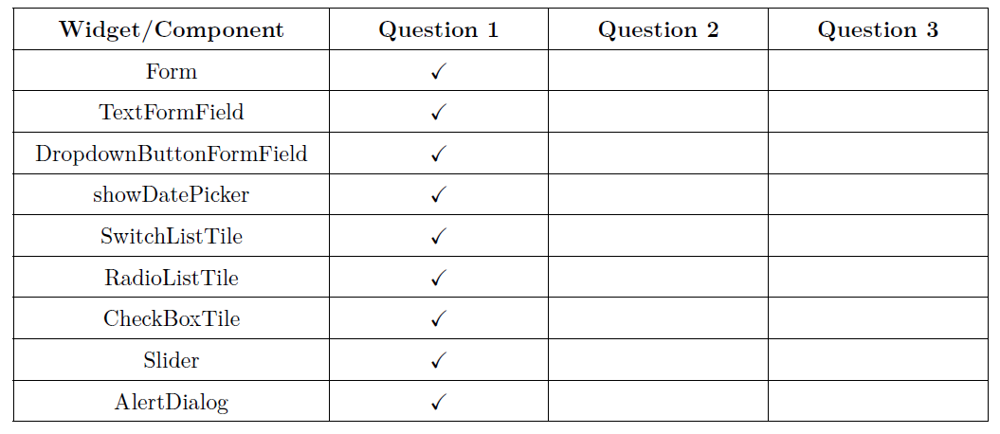 Widget/Component Question 1 Question 2 Question 3
Form ✓
TextFormField ✓
DropdownButtonFormField ✓
showDatePicker ✓
SwitchListTile ✓
RadioListTile ✓
CheckBoxTile ✓
Slider ✓
AlertDialog ✓